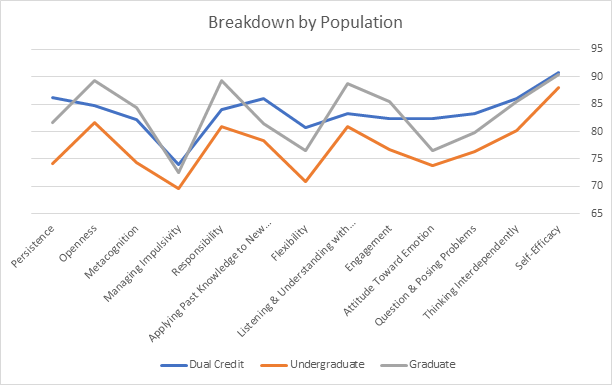 Breakdown by Population
95
90
85
80
75
70
65
Persistence
Openness
Metacognition
Managing Impulsivity
Responsibility
Applying Past Knowledge to New...
Flexibility
Listening & Understanding with...
Engagement
Attitude Toward Emotion
Question & Posing Problems
Thinking Interdependently
Self-Efficacy
Dual Credit Undergraduate Graduate